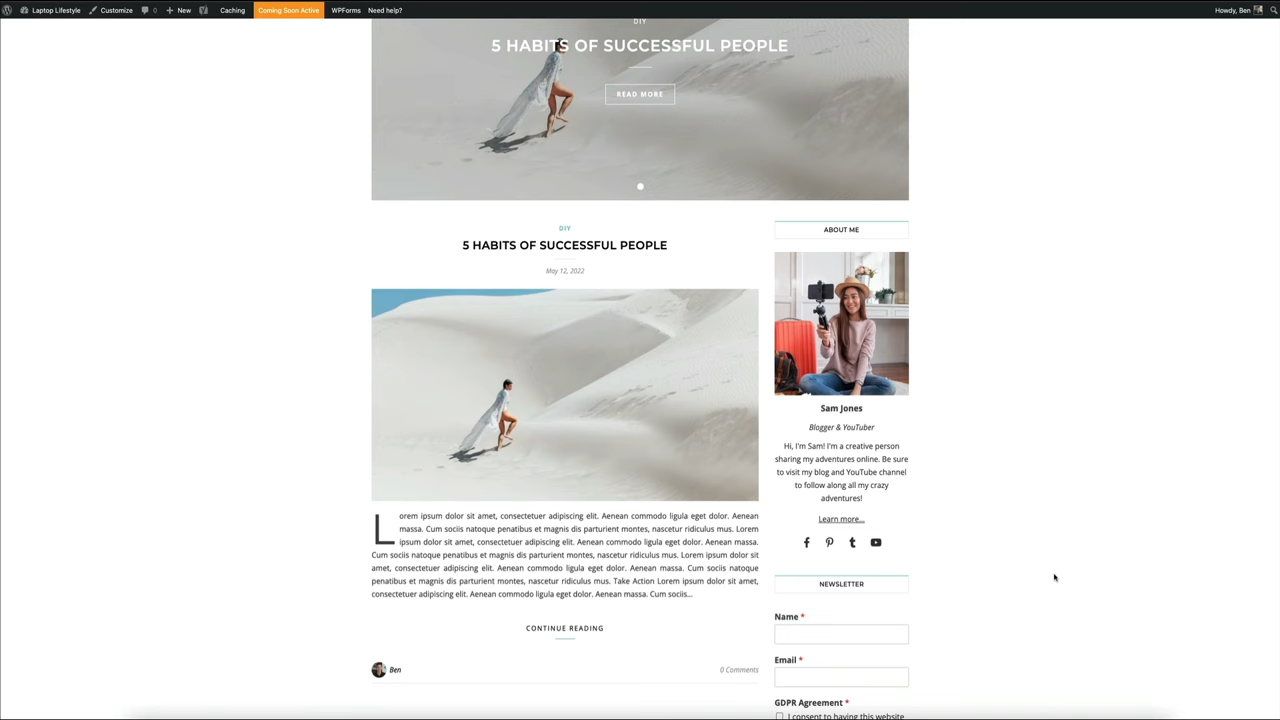 Laptop Lifestyle Customize 0 New Caching Coming Soon Active WPForms Need help? Howdy, Ben
DIY
5 HABITS OF SUCCESSFUL PEOPLE
READ MORE
DIY
5 HABITS OF SUCCESSFUL PEOPLE
May 12, 2022
Lorem ipsum dolor sit amet, consectetuer adipiscing elit. Aenean commodo ligula eget dolor. Aenean
massa. Cum sociis natoque penatibus et magnis dis parturient montes, nascetur ridiculus mus. Lorem
ipsum dolor sit amet, consectetuer adipiscing elit. Aenean commodo ligula eget dolor. Aenean massa.
Cum sociis natoque penatibus et magnis dis parturient montes, nascetur ridiculus mus. Lorem ipsum dolor sit
amet, consectetuer adipiscing elit. Aenean commodo ligula eget dolor. Aenean massa. Cum sociis natoque
penatibus et magnis dis parturient montes, nascetur ridiculus mus. Take Action Lorem ipsum dolor sit amet,
consectetuer adipiscing elit. Aenean commodo ligula eget dolor. Aenean massa. Cum sociis...
CONTINUE READING
Ben
0 Comments
ABOUT ME
Sam Jones
Blogger & YouTuber
Hi, I'm Sam! I'm a creative person
sharing my adventures online. Be sure
to visit my blog and YouTube channel
to follow along all my crazy
adventures!
Learn more...
NEWSLETTER
Name *
Email *
GDPR Agreement *
I consent to having this website